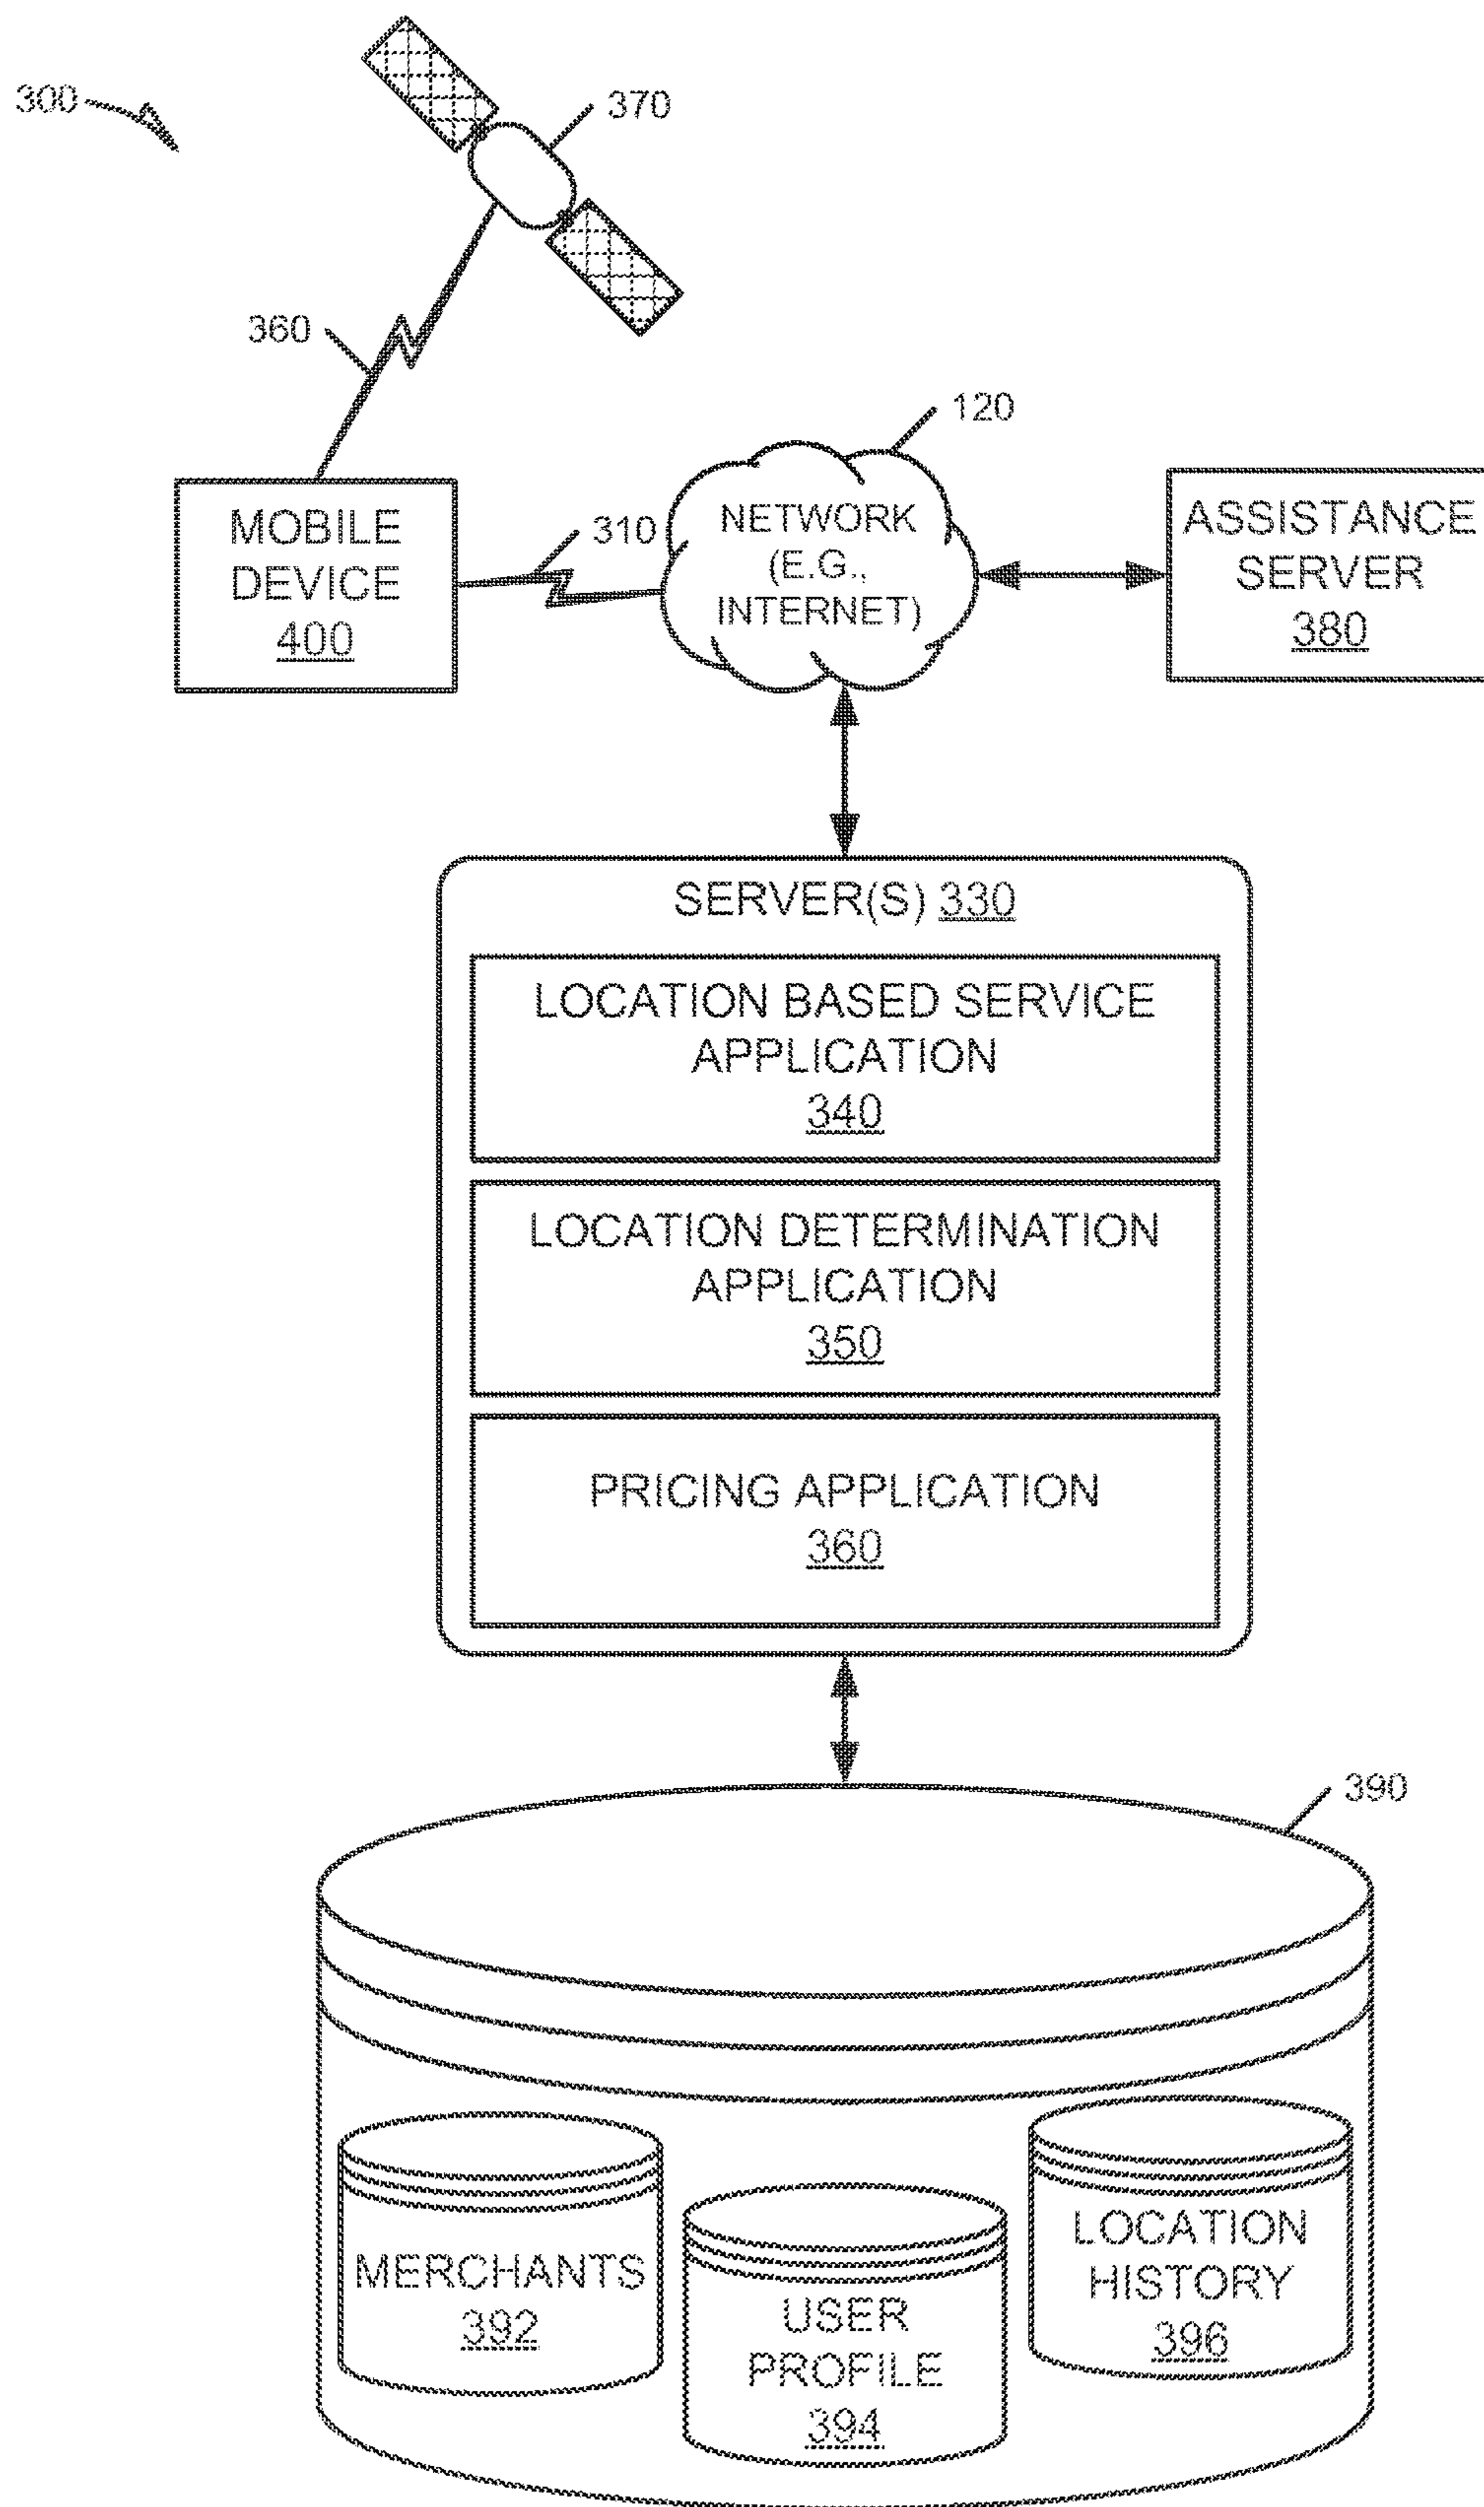 300
370
360
120
MOBILE
DEVICE
400
310
NETWORK
(E.G.,
INTERNET)
ASSISTANCE
SERVER
380
SERVER(S) 330
LOCATION BASED SERVICE
APPLICATION
340
LOCATION DETERMINATION
APPLICATION
350
PRICING APPLICATION
360
390
MERCHANTS
392
USER
PROFILE
394
LOCATION
HISTORY
396